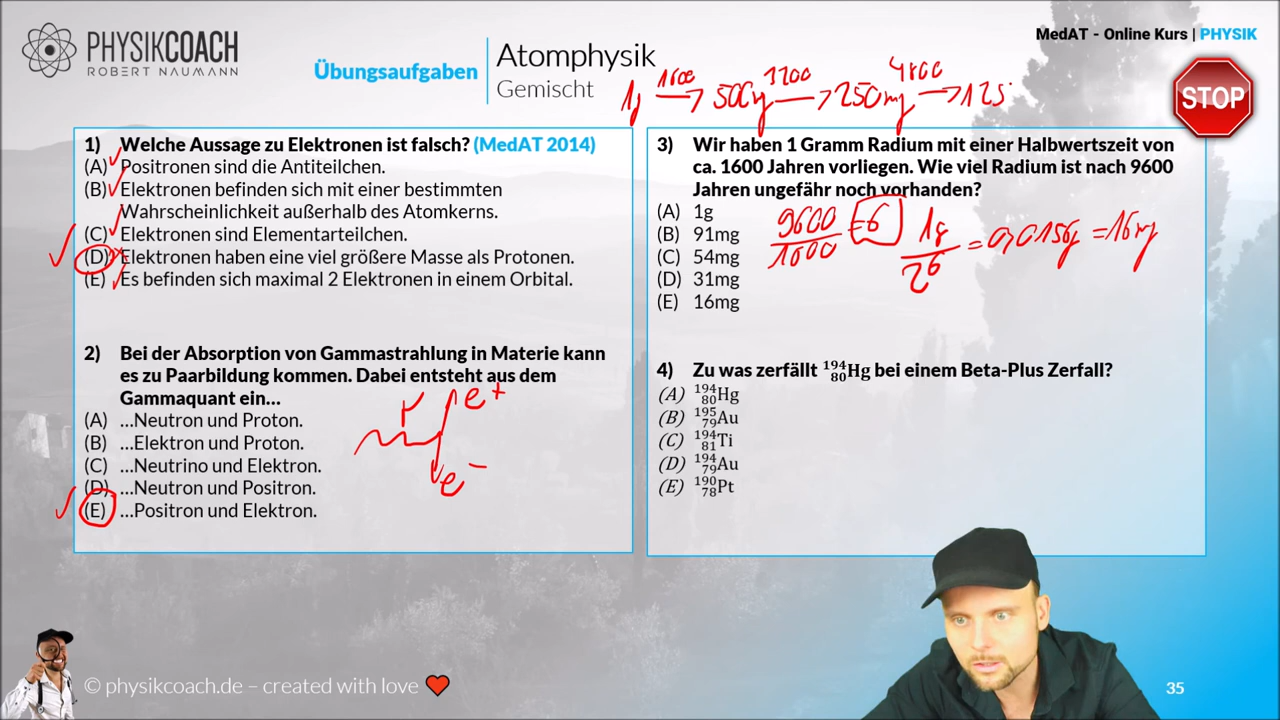 PHYSIKCOACH
ROBERT NAUMANN
Übungsaufgaben
Atomphysik
Gemischt
MedAT - Online Kurs | PHYSIK
STOP
1g 1600 → 500mg 3200 → 250mg 4800 → 125
1) Welche Aussage zu Elektronen ist falsch? (MedAT 2014)
(A) Positronen sind die Antiteilchen.
(B) Elektronen befinden sich mit einer bestimmten
Wahrscheinlichkeit außerhalb des Atomkerns.
(C) Elektronen sind Elementarteilchen.
(D) Elektronen haben eine viel größere Masse als Protonen.
(E) Es befinden sich maximal 2 Elektronen in einem Orbital.
2) Bei der Absorption von Gammastrahlung in Materie kann
es zu Paarbildung kommen. Dabei entsteht aus dem
Gammaquant ein...
(A) ...Neutron und Proton.
(B) ...Elektron und Proton.
(C) ...Neutrino und Elektron.
(D) ...Neutron und Positron.
(E) ...Positron und Elektron.
γ e+
e−
3) Wir haben 1 Gramm Radium mit einer Halbwertszeit von
ca. 1600 Jahren vorliegen. Wie viel Radium ist nach 9600
Jahren ungefähr noch vorhanden?
(A) 1g
(B) 91mg
(C) 54mg
(D) 31mg
(E) 16mg
9600/1600 = 6 1g/2^6 = 0,0156g = 16mg
4) Zu was zerfällt ¹⁹⁴₈₀Hg bei einem Beta-Plus Zerfall?
(A) ¹⁹⁴₈₀Hg
(B) ¹⁹⁵₇₉Au
(C) ¹⁹⁴₈₁Ti
(D) ¹⁹⁴₇₉Au
(E) ¹⁹⁰₇₈Pt
© physikcoach.de – created with love
35